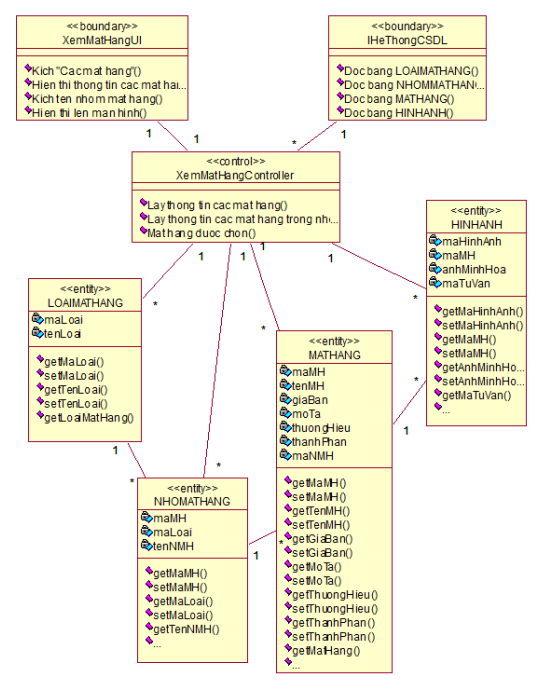 <<boundary>>
XemMatHangUI
Kich "Cac mat hang"()
Hien thi thong tin cac mat hai...
Kich ten nhom mat hang()
Hien thi len man hinh()
<<boundary>>
IHeThongCSDL
Doc bang LOAIMATHANG()
Doc bang NHOMMATHAN...
Doc bang MATHANG()
Doc bang HINHANH()
1
1
*
1
<<control>>
XemMatHangController
Lay thong tin cac mat hang()
Lay thong tin cac mat hang trong nho...
Mat hang duoc chon()
1
1
1
1
<<entity>>
HINHANH
maHinhAnh
maMH
anhMinhHoa
maTuVan
getMaHinhAnh()
setMaHinhAnh()
getMaMH()
setMaMH()
getAnhMinhHo...
setAnhMinhHo...
getMaTuVan()
...
*
*
<<entity>>
LOAIMATHANG
maLoai
tenLoai
getMaLoai()
setMaLoai()
getTenLoai()
setTenLoai()
getLoaiMatHang()
*
1
*
<<entity>>
MATHANG
maMH
tenMH
giaBan
moTa
thuongHieu
thanhPhan
maNMH
getMaMH()
setMaMH()
getTenMH()
setTenMH()
getGiaBan()
setGiaBan()
getMoTa()
setMoTa()
getThuongHieu()
setThuongHieu()
getThanhPhan()
setThanhPhan()
getMatHang()
...
*
1
<<entity>>
NHOMATHANG
maMH
maLoai
tenNMH
getMaMH()
setMaMH()
getMaLoai()
setMaLoai()
getTenNMH()
...
*
1
*